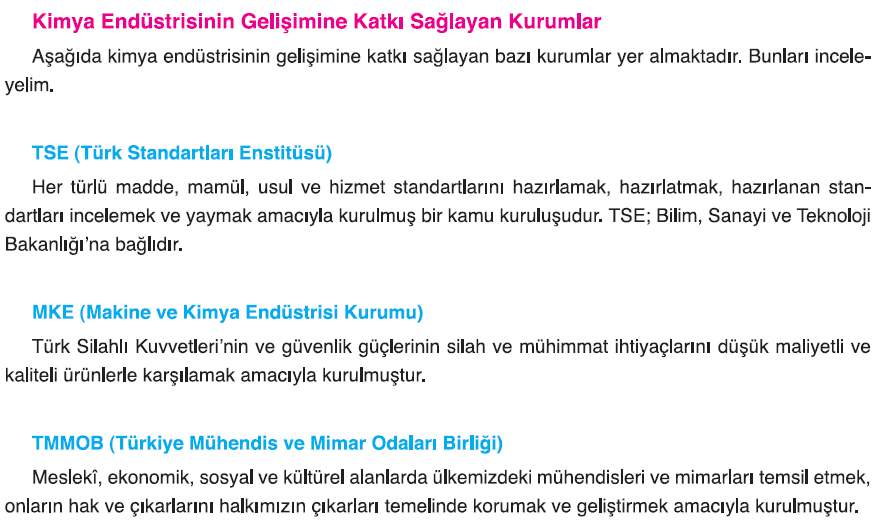 Kimya Endüstrisinin Gelişimine Katkı Sağlayan Kurumlar
Aşağıda kimya endüstrisinin gelişimine katkı sağlayan bazı kurumlar yer almaktadır. Bunları incele-
yelim.
TSE (Türk Standartları Enstitüsü)
Her türlü madde, mamül, usul ve hizmet standartlarını hazırlamak, hazırlatmak, hazırlanan stan-
dartları incelemek ve yaymak amacıyla kurulmuş bir kamu kuruluşudur. TSE; Bilim, Sanayi ve Teknoloji
Bakanlığı’na bağlıdır.
MKE (Makine ve Kimya Endüstrisi Kurumu)
Türk Silahlı Kuvvetleri’nin ve güvenlik güçlerinin silah ve mühimmat ihtiyaçlarını düşük maliyetli ve
kaliteli ürünlerle karşılamak amacıyla kurulmuştur.
TMMOB (Türkiye Mühendis ve Mimar Odaları Birliği)
Meslekî, ekonomik, sosyal ve kültürel alanlarda ülkemizdeki mühendisleri ve mimarları temsil etmek,
onların hak ve çıkarlarını halkımızın çıkarları temelinde korumak ve geliştirmek amacıyla kurulmuştur.